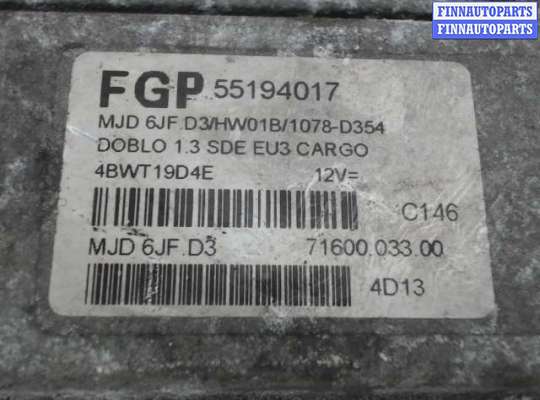 FINNAUTOPARTS
FINNAUTOPARTS
FGP 55194017
MJD 6JF.D3/HW01B/1078-D354
DOBLO 1.3 SDE EU3 CARGO
4BWT19D4E 12V=
C146
MJD 6JF.D3 71600.033.00
4D13